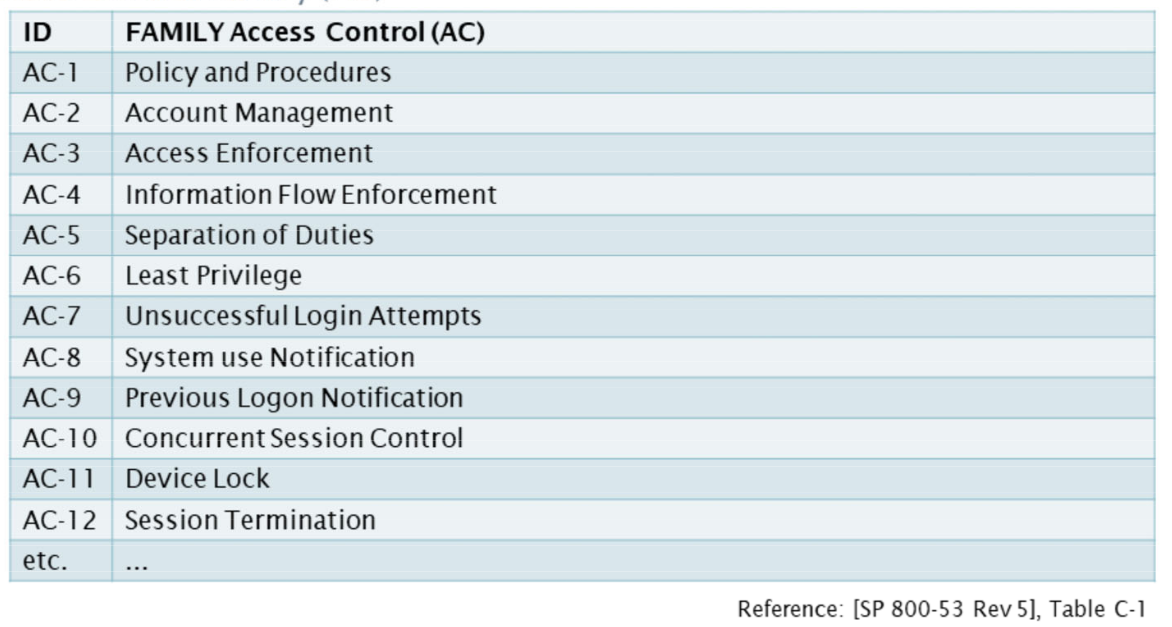 ID FAMILY Access Control (AC)
AC-1 Policy and Procedures
AC-2 Account Management
AC-3 Access Enforcement
AC-4 Information Flow Enforcement
AC-5 Separation of Duties
AC-6 Least Privilege
AC-7 Unsuccessful Login Attempts
AC-8 System use Notification
AC-9 Previous Logon Notification
AC-10 Concurrent Session Control
AC-11 Device Lock
AC-12 Session Termination
etc. ...
Reference: [SP 800-53 Rev 5], Table C-1